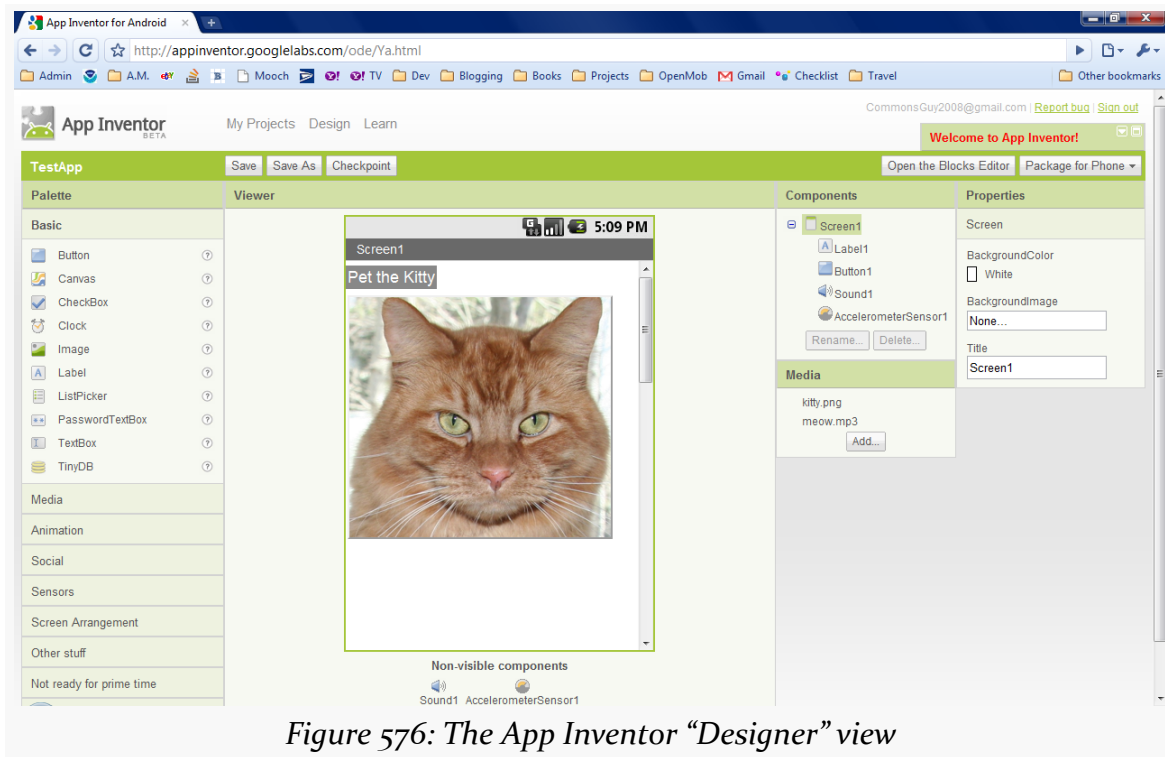 App Inventor for Android
http://appinventor.googlelabs.com/ode/Ya.html
Admin A.M. Mooch TV Dev Blogging Books Projects OpenMob Gmail Checklist Travel Other bookmarks
CommonsGuy2008@gmail.com | Report bug | Sign out
App Inventor
BETA
My Projects Design Learn
Welcome to App Inventor!
TestApp Save Save As Checkpoint Open the Blocks Editor Package for Phone
Palette Viewer Components Properties
Basic
Button
Canvas
CheckBox
Clock
Image
Label
ListPicker
PasswordTextBox
TextBox
TinyDB
Media
Animation
Social
Sensors
Screen Arrangement
Other stuff
Not ready for prime time
5:09 PM
Screen1
Pet the Kitty
Non-visible components
Sound1 AccelerometerSensor1
Screen1
Label1
Button1
Sound1
AccelerometerSensor1
Rename... Delete...
Media
kitty.png
meow.mp3
Add...
Screen
BackgroundColor
White
BackgroundImage
None...
Title
Screen1
Figure 576: The App Inventor “Designer” view